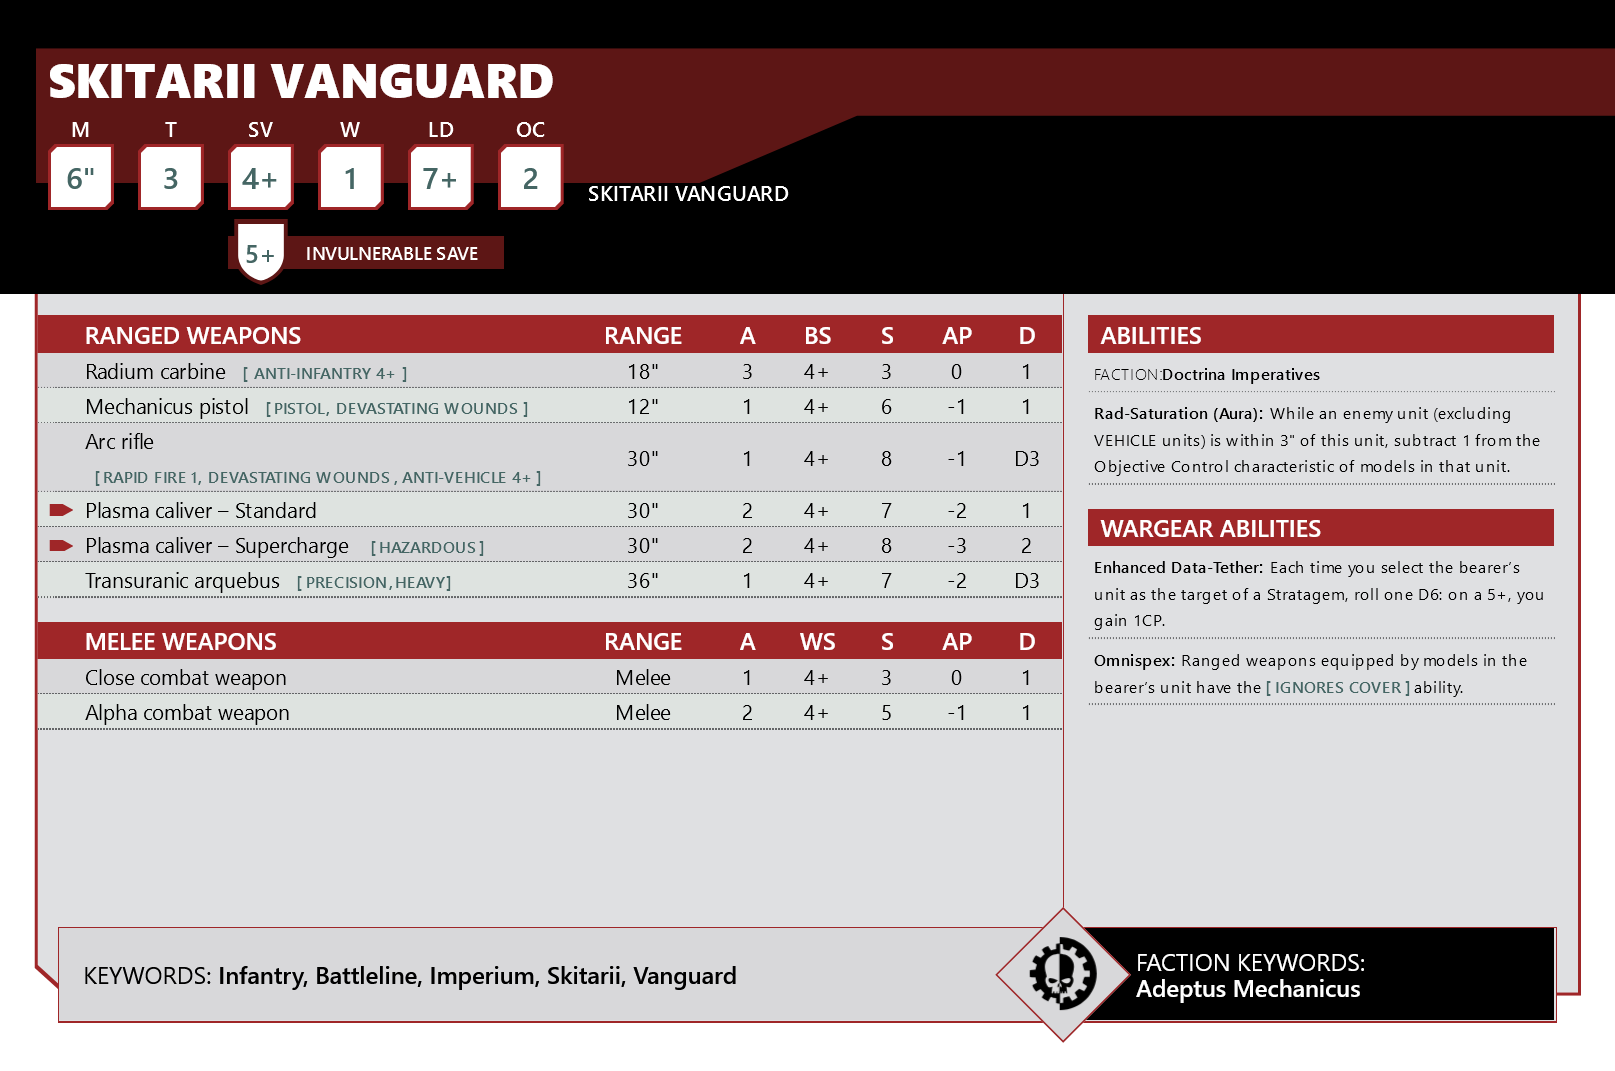 SKITARII VANGUARD
M T SV W LD OC
6" 3 4+ 1 7+ 2
SKITARII VANGUARD
5+ INVULNERABLE SAVE
RANGED WEAPONS RANGE A BS S AP D
Radium carbine [ ANTI-INFANTRY 4+ ] 18" 3 4+ 3 0 1
Mechanicus pistol [ PISTOL, DEVASTATING WOUNDS ] 12" 1 4+ 6 -1 1
Arc rifle
[ RAPID FIRE 1, DEVASTATING WOUNDS , ANTI-VEHICLE 4+ ] 30" 1 4+ 8 -1 D3
Plasma caliver – Standard 30" 2 4+ 7 -2 1
Plasma caliver – Supercharge [ HAZARDOUS ] 30" 2 4+ 8 -3 2
Transuranic arquebus [ PRECISION, HEAVY] 36" 1 4+ 7 -2 D3
MELEE WEAPONS RANGE A WS S AP D
Close combat weapon Melee 1 4+ 3 0 1
Alpha combat weapon Melee 2 4+ 5 -1 1
ABILITIES
FACTION:Doctrina Imperatives
Rad-Saturation (Aura): While an enemy unit (excluding
VEHICLE units) is within 3" of this unit, subtract 1 from the
Objective Control characteristic of models in that unit.
WARGEAR ABILITIES
Enhanced Data-Tether: Each time you select the bearer’s
unit as the target of a Stratagem, roll one D6: on a 5+, you
gain 1CP.
Omnispex: Ranged weapons equipped by models in the
bearer’s unit have the [ IGNORES COVER ] ability.
KEYWORDS: Infantry, Battleline, Imperium, Skitarii, Vanguard
FACTION KEYWORDS:
Adeptus Mechanicus